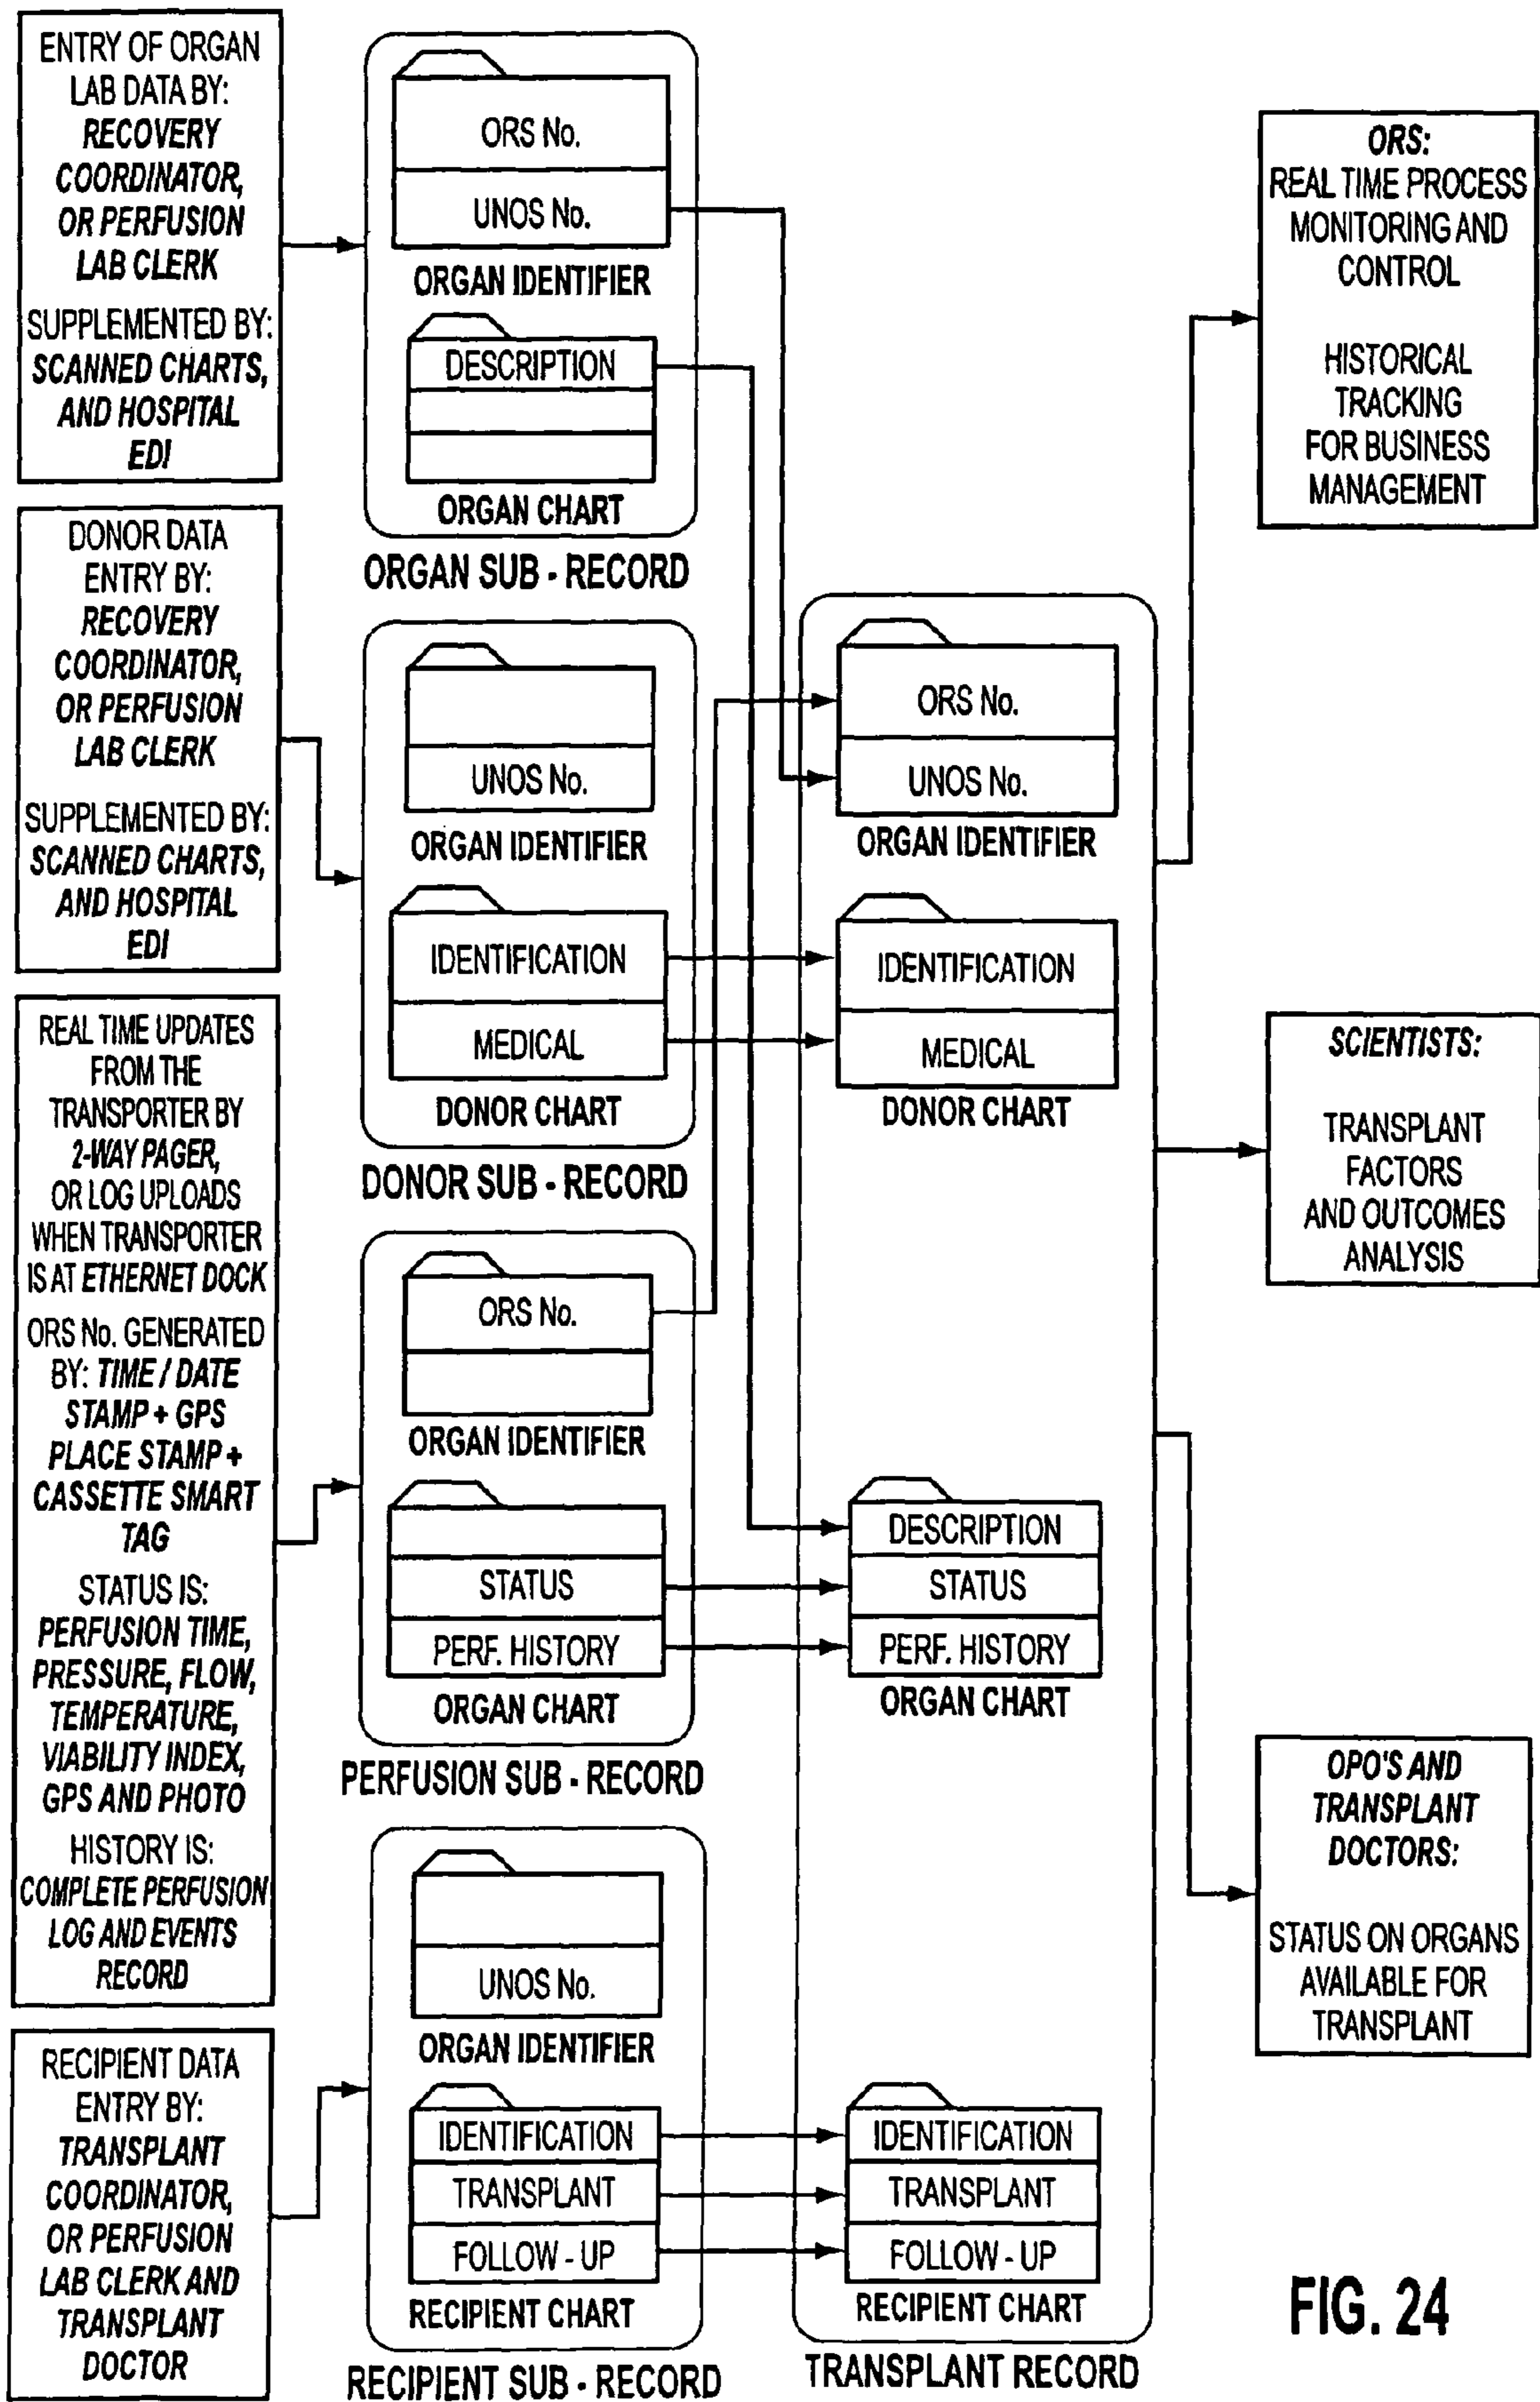 ENTRY OF ORGAN
LAB DATA BY:
RECOVERY
COORDINATOR,
OR PERFUSION
LAB CLERK
SUPPLEMENTED BY:
SCANNED CHARTS,
AND HOSPITAL
EDI
DONOR DATA
ENTRY BY:
RECOVERY
COORDINATOR,
OR PERFUSION
LAB CLERK
SUPPLEMENTED BY:
SCANNED CHARTS,
AND HOSPITAL
EDI
REAL TIME UPDATES
FROM THE
TRANSPORTER BY
2-WAY PAGER,
OR LOG UPLOADS
WHEN TRANSPORTER
IS AT ETHERNET DOCK
ORS No. GENERATED
BY: TIME / DATE
STAMP + GPS
PLACE STAMP +
CASSETTE SMART
TAG
STATUS IS:
PERFUSION TIME,
PRESSURE, FLOW,
TEMPERATURE,
VIABILITY INDEX,
GPS AND PHOTO
HISTORY IS:
COMPLETE PERFUSION
LOG AND EVENTS
RECORD
RECIPIENT DATA
ENTRY BY:
TRANSPLANT
COORDINATOR,
OR PERFUSION
LAB CLERK AND
TRANSPLANT
DOCTOR
ORS No.
UNOS No.
ORGAN IDENTIFIER
DESCRIPTION
ORGAN CHART
ORGAN SUB - RECORD
UNOS No.
ORGAN IDENTIFIER
IDENTIFICATION
MEDICAL
DONOR CHART
DONOR SUB - RECORD
ORS No.
ORGAN IDENTIFIER
STATUS
PERF. HISTORY
ORGAN CHART
PERFUSION SUB - RECORD
UNOS No.
ORGAN IDENTIFIER
IDENTIFICATION
TRANSPLANT
FOLLOW - UP
RECIPIENT CHART
RECIPIENT SUB - RECORD
ORS No.
UNOS No.
ORGAN IDENTIFIER
IDENTIFICATION
MEDICAL
DONOR CHART
DESCRIPTION
STATUS
PERF. HISTORY
ORGAN CHART
IDENTIFICATION
TRANSPLANT
FOLLOW - UP
RECIPIENT CHART
TRANSPLANT RECORD
ORS:
REAL TIME PROCESS
MONITORING AND
CONTROL
HISTORICAL
TRACKING
FOR BUSINESS
MANAGEMENT
SCIENTISTS:
TRANSPLANT
FACTORS
AND OUTCOMES
ANALYSIS
OPO'S AND
TRANSPLANT
DOCTORS:
STATUS ON ORGANS
AVAILABLE FOR
TRANSPLANT
FIG. 24